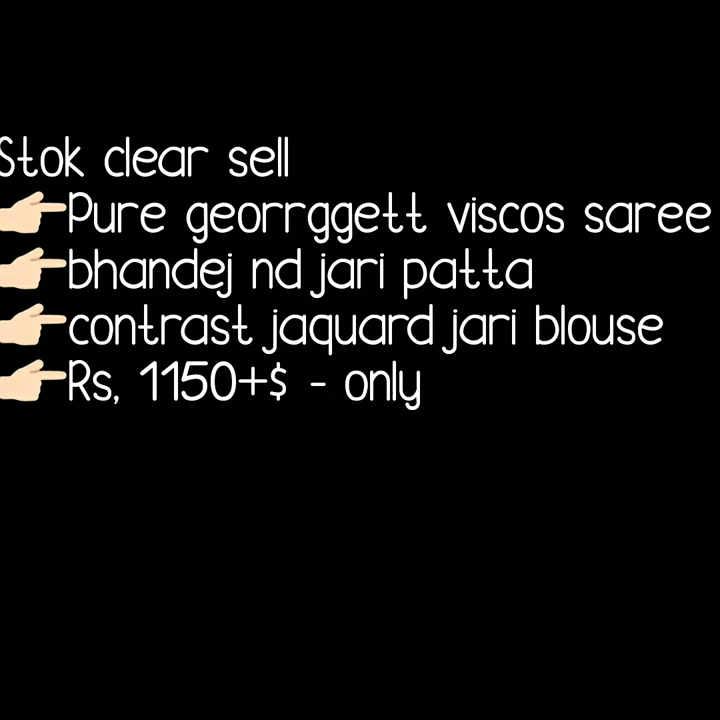 Stok clear sell
👉🏻Pure georrggett viscos saree
👉🏻bhandej nd jari patta
👉🏻contrast jaquard jari blouse
👉🏻Rs, 1150+$ - only